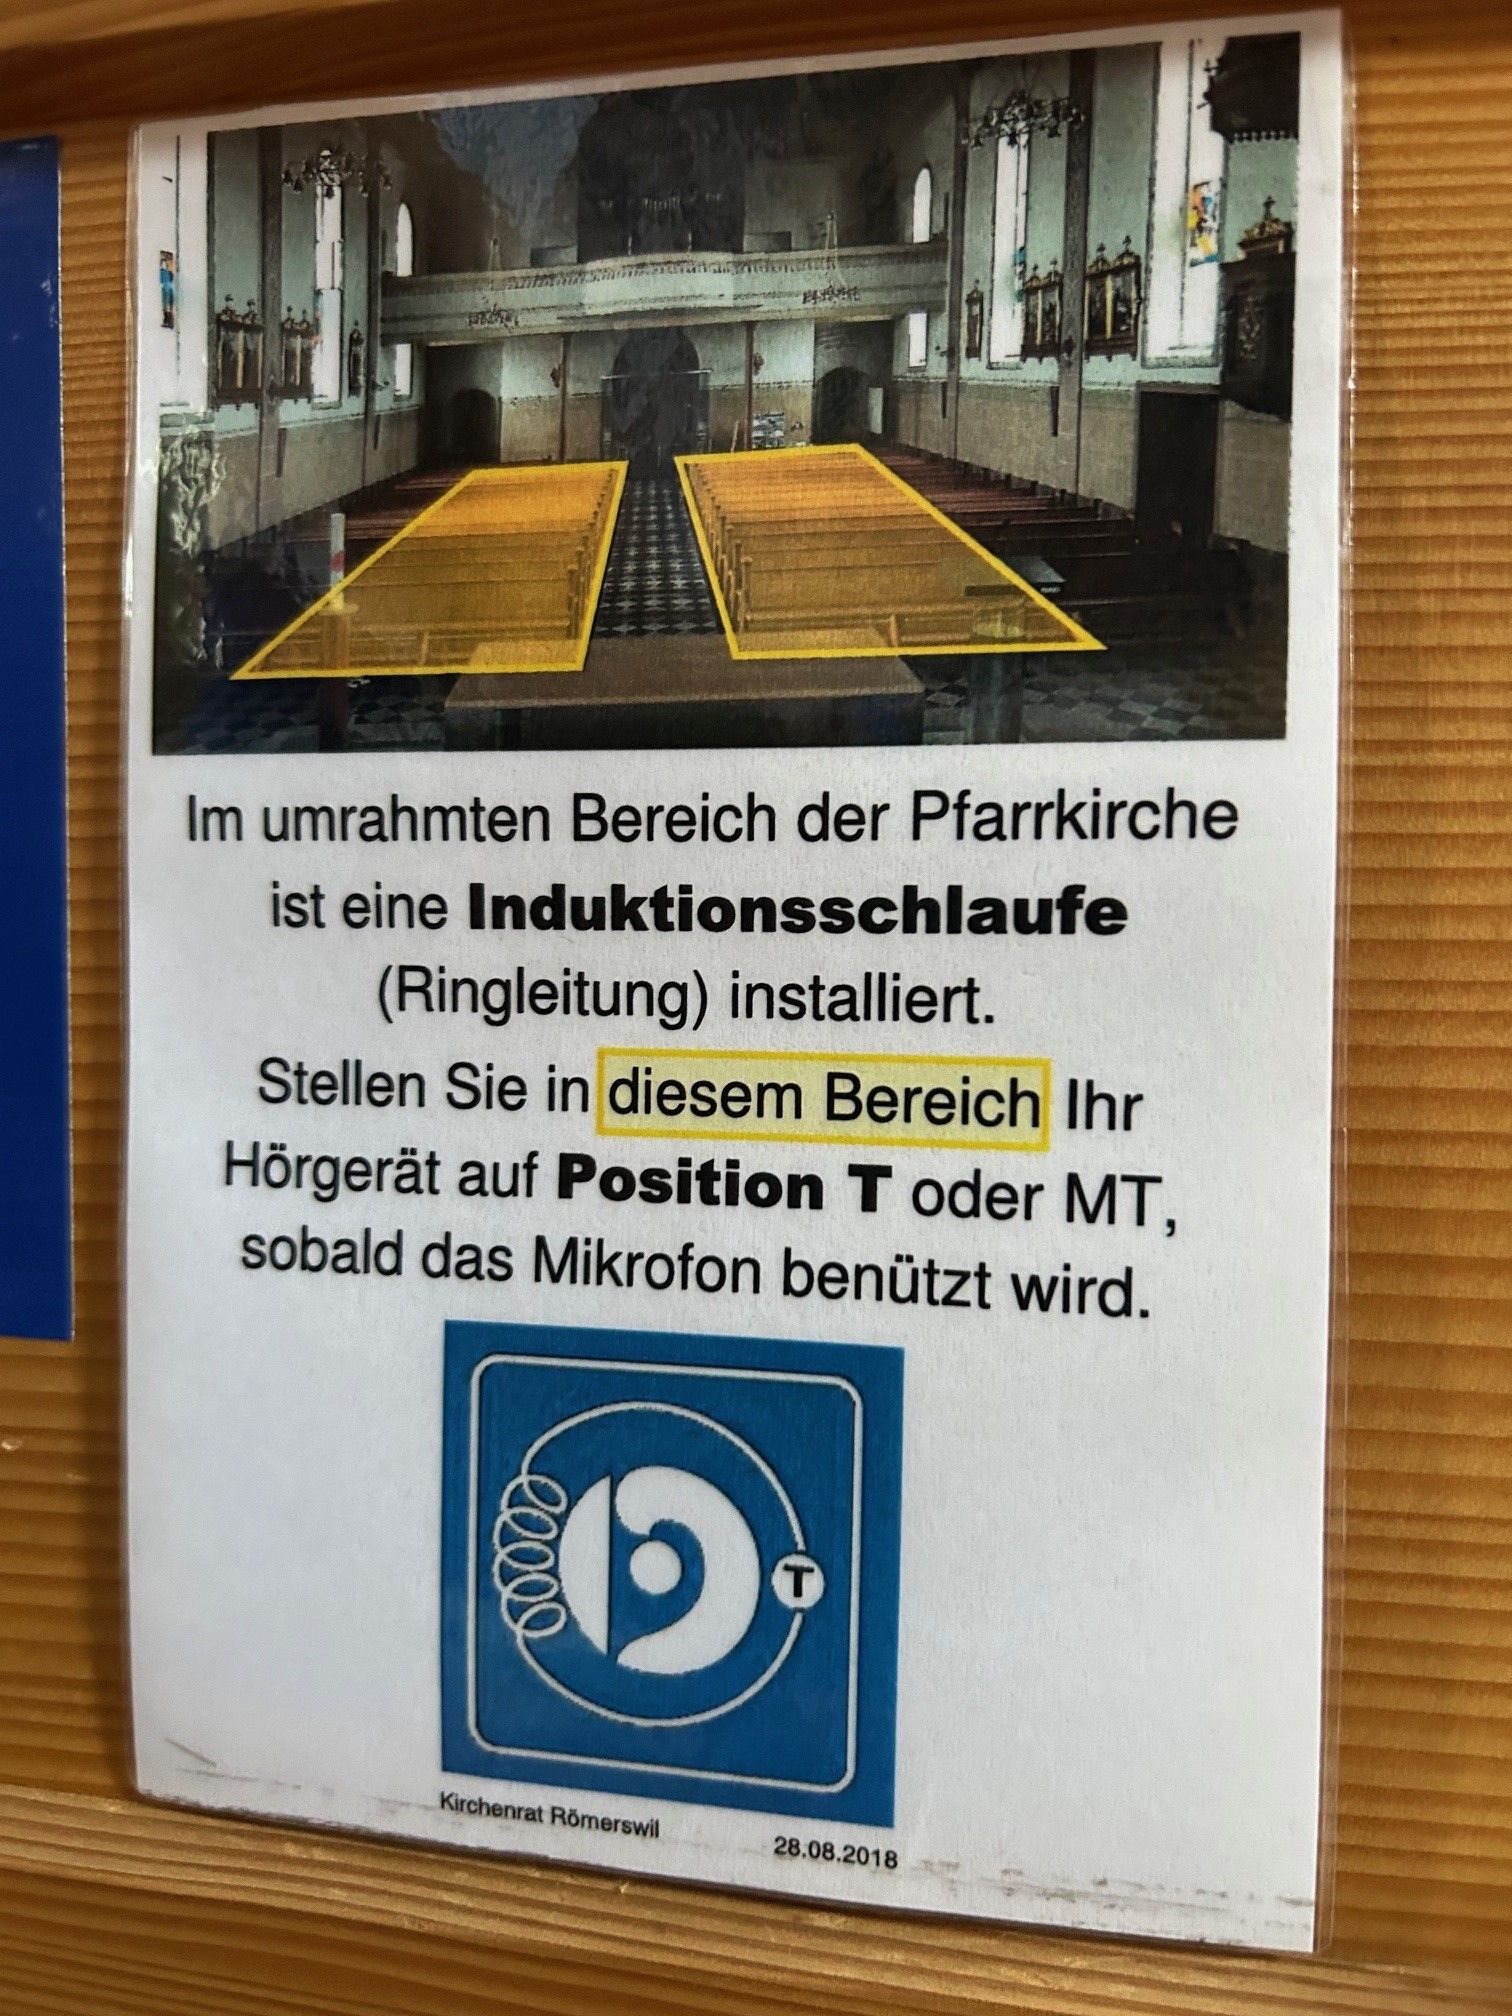 Im umrahmten Bereich der Pfarrkirche
ist eine Induktionsschlaufe
(Ringleitung) installiert.
Stellen Sie in diesem Bereich Ihr
Hörgerät auf Position T oder MT,
sobald das Mikrofon benützt wird.
T
Kirchenrat Römerswil
28.08.2018